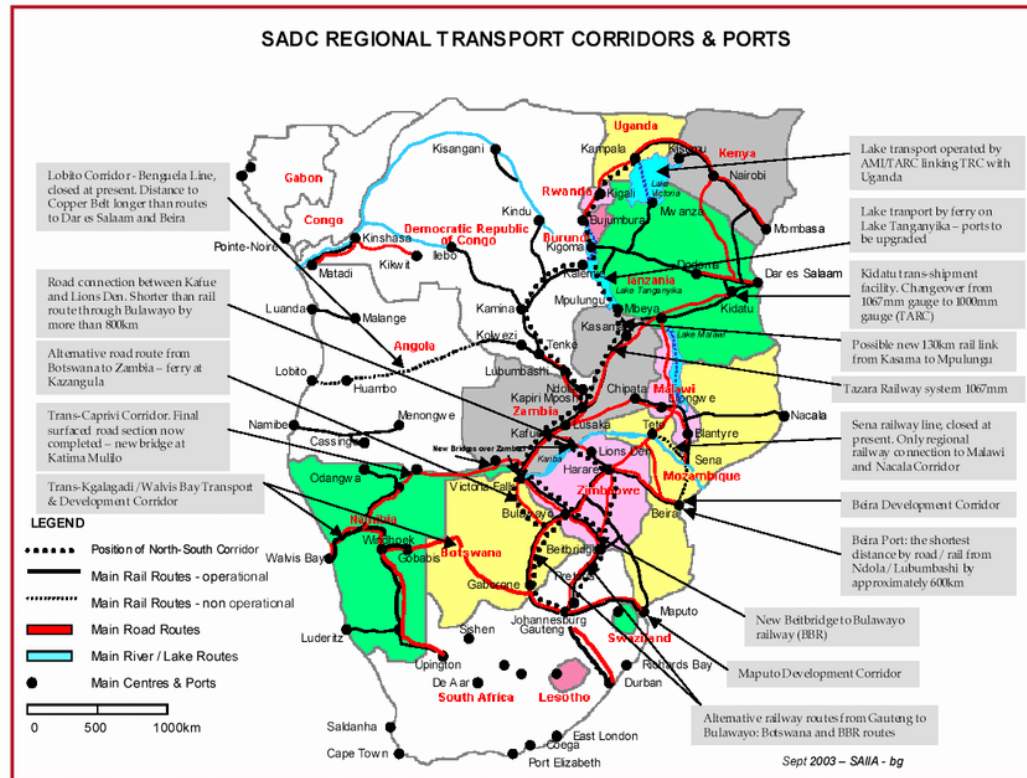 SADC REGIONAL TRANSPORT CORRIDORS & PORTS
Lobito Corridor - Benguela Line,
closed at present. Distance to
Copper Belt longer than routes
to Dar es Salaam and Beira
Road connection between Kafue
and Lions Den. Shorter than rail
route through Bulawayo by
more than 800km
Alternative road route from
Botswana to Zambia – ferry at
Kazangula
Trans-Caprivi Corridor. Final
surfaced road section now
completed – new bridge at
Katima Mulilo
Trans-Kgalagadi/Walvis Bay Transport
& Development Corridor
LEGEND
Position of North-South Corridor
Main Rail Routes - operational
Main Rail Routes - non operational
Main Road Routes
Main River / Lake Routes
Main Centres & Ports
0 500 1000km
Uganda
Kampala
Kisumu
Kenya
Nairobi
Kisangani
Gabon
Rwanda
Kigali
Lake
Victoria
Mwanza
Congo
Kindu
Bujumbura
Democratic Republic
of Congo
Burundi
Mombasa
Pointe-Noire
Kinshasa
Kigoma
Ilebo
Kikwit
Matadi
Kalemie
Dodoma
Dar es Salaam
Tanzania
Lake Tanganyika
Mpulungu
Mbeya
Kidatu
Luanda
Malange
Kamina
Kasama
Lake Malawi
Kolwezi
Angola
Tenke
Lobito
Huambo
Lubumbashi
Ndola
Chipata
Malawi
Kapiri Mposhi
Lilongwe
Zambia
Menongwe
Namibe
Cassinga
Lusaka
Tete
Nacala
Kafue
Blantyre
New Bridges over Zambezi
Kariba
Lions Den
Sena
Harare
Mozambique
Odangwa
Victoria Falls
Zimbabwe
Bulawayo
Beira
Namibia
Windhoek
Gobabis
Botswana
Beitbridge
Walvis Bay
Gaborone
Pretoria
Maputo
Johannesburg
Gauteng
Swaziland
Luderitz
Sishen
Upington
Richards Bay
De Aar
South Africa
Lesotho
Durban
Saldanha
East London
Coega
Cape Town
Port Elizabeth
Lake transport operated by
AMI/TARC linking TRC with
Uganda
Lake tranport by ferry on
Lake Tanganyika – ports to
be upgraded
Kidatu trans-shipment
facility. Changeover from
1067mm gauge to 1000mm
gauge (TARC)
Possible new 130km rail link
from Kasama to Mpulungu
Tazara Railway system 1067mm
Sena railway line, closed at
present. Only regional
railway connection to Malawi
and Nacala Corridor
Beira Development Corridor
Beira Port: the shortest
distance by road / rail from
Ndola / Lubumbashi by
approximately 600km
New Beitbridge to Bulawayo
railway (BBR)
Maputo Development Corridor
Alternative railway routes from Gauteng to
Bulawayo: Botswana and BBR routes
Sept 2003 – SAIIA - bg